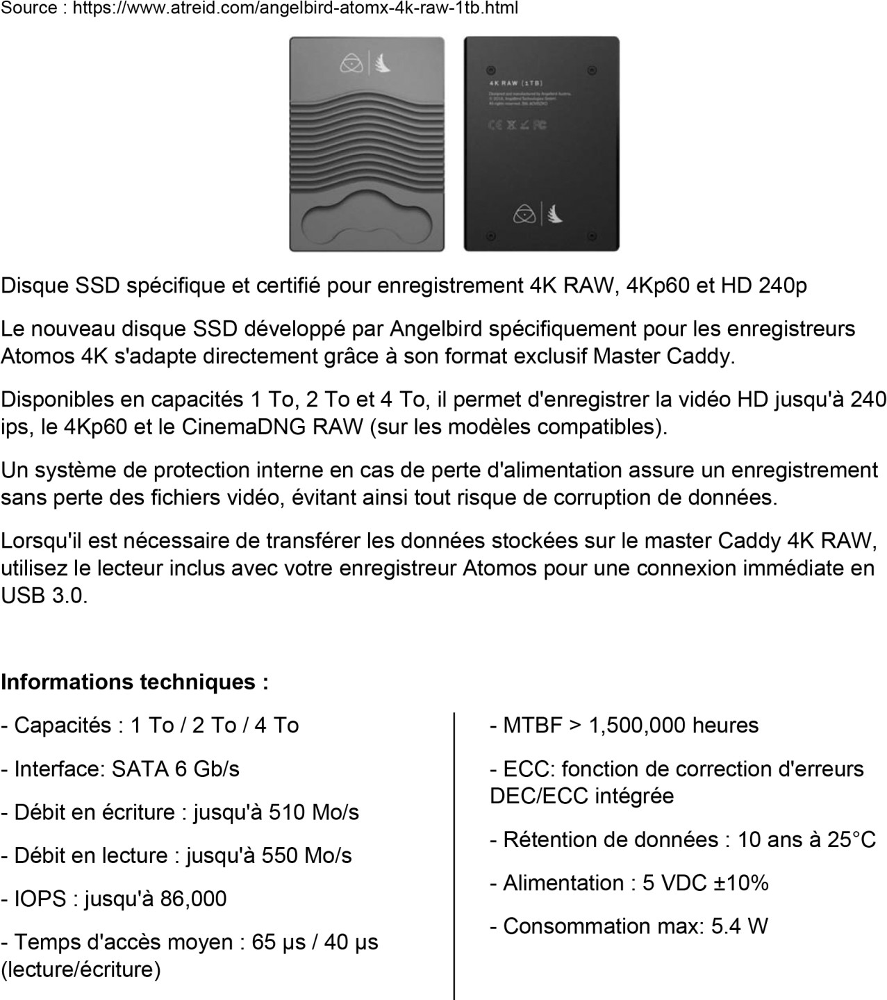 Source : https://www.atreid.com/angelbird-atomx-4k-raw-1tb.html
4K RAW (1TB)
Designed and manufactured by Angelbird Austria.
All rights reserved.
Disque SSD spécifique et certifié pour enregistrement 4K RAW, 4Kp60 et HD 240p
Le nouveau disque SSD développé par Angelbird spécifiquement pour les enregistreurs
Atomos 4K s'adapte directement grâce à son format exclusif Master Caddy.
Disponibles en capacités 1 To, 2 To et 4 To, il permet d'enregistrer la vidéo HD jusqu'à 240
ips, le 4Kp60 et le CinemaDNG RAW (sur les modèles compatibles).
Un système de protection interne en cas de perte d'alimentation assure un enregistrement
sans perte des fichiers vidéo, évitant ainsi tout risque de corruption de données.
Lorsqu'il est nécessaire de transférer les données stockées sur le master Caddy 4K RAW,
utilisez le lecteur inclus avec votre enregistreur Atomos pour une connexion immédiate en
USB 3.0.
Informations techniques :
- Capacités : 1 To / 2 To / 4 To
- Interface: SATA 6 Gb/s
- Débit en écriture : jusqu'à 510 Mo/s
- Débit en lecture : jusqu'à 550 Mo/s
- IOPS : jusqu'à 86,000
- Temps d'accès moyen : 65 µs / 40 µs
(lecture/écriture)
- MTBF > 1,500,000 heures
- ECC: fonction de correction d'erreurs
DEC/ECC intégrée
- Rétention de données : 10 ans à 25°C
- Alimentation : 5 VDC ±10%
- Consommation max: 5.4 W